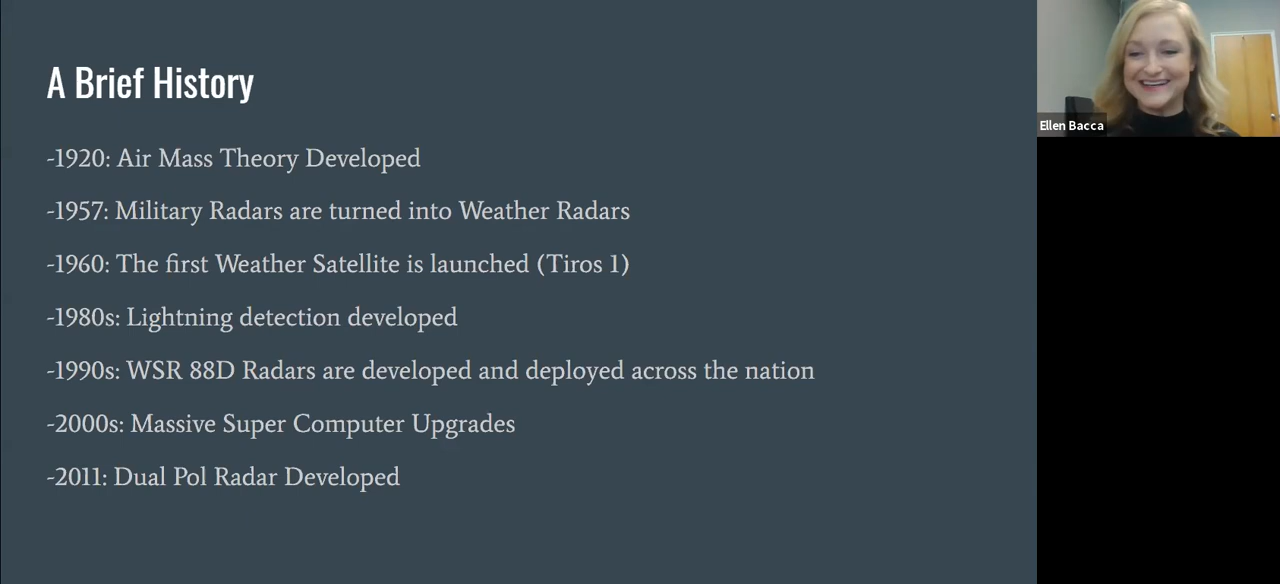 A Brief History
-1920: Air Mass Theory Developed
-1957: Military Radars are turned into Weather Radars
-1960: The first Weather Satellite is launched (Tiros 1)
-1980s: Lightning detection developed
-1990s: WSR 88D Radars are developed and deployed across the nation
-2000s: Massive Super Computer Upgrades
-2011: Dual Pol Radar Developed
Ellen Bacca